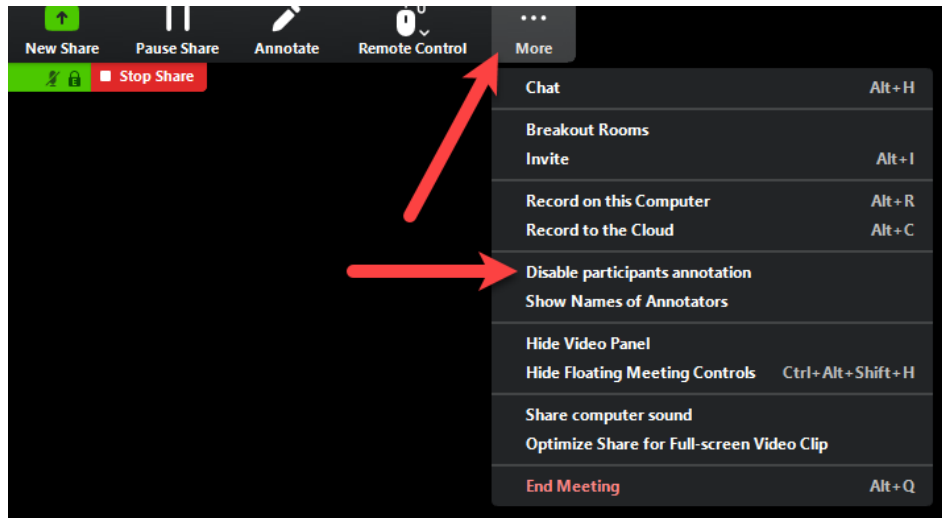 New Share Pause Share Annotate Remote Control More
Stop Share
Chat Alt+H
Breakout Rooms
Invite Alt+I
Record on this Computer Alt+R
Record to the Cloud Alt+C
Disable participants annotation
Show Names of Annotators
Hide Video Panel
Hide Floating Meeting Controls Ctrl+Alt+Shift+H
Share computer sound
Optimize Share for Full-screen Video Clip
End Meeting Alt+Q